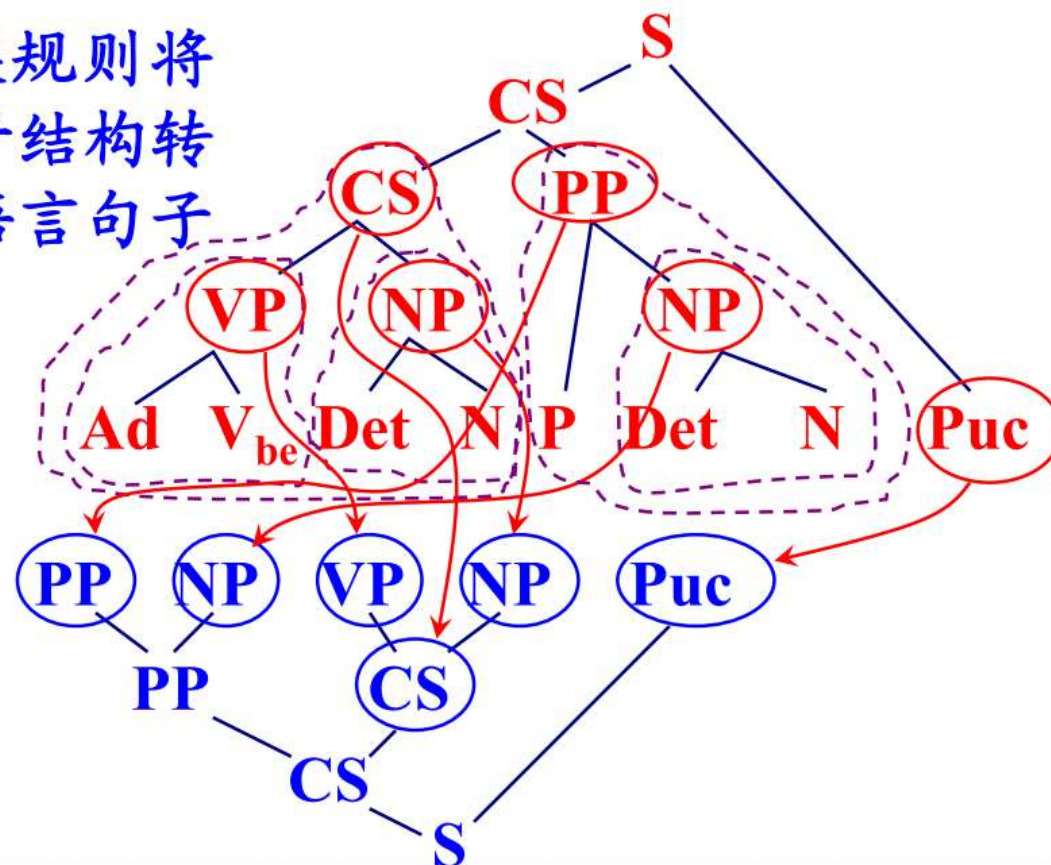 规则将
结构转
言句子
S
CS
CS PP
VP NP NP
Ad V be Det N P Det N Puc
PP NP VP NP Puc
PP CS
CS
S